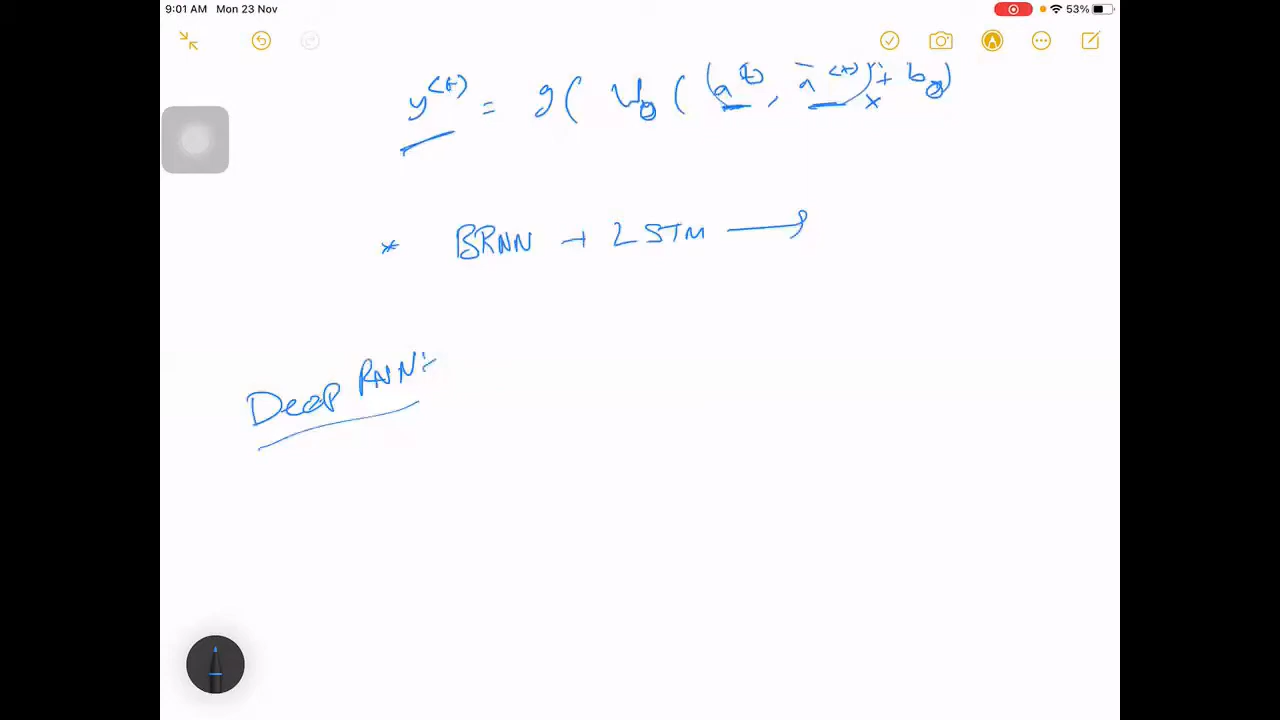 9:01 AM Mon 23 Nov
53%
y<t> = g( Wy (a<t>, a<t>) + by)
* BRNN + LSTM
Deep RNN: